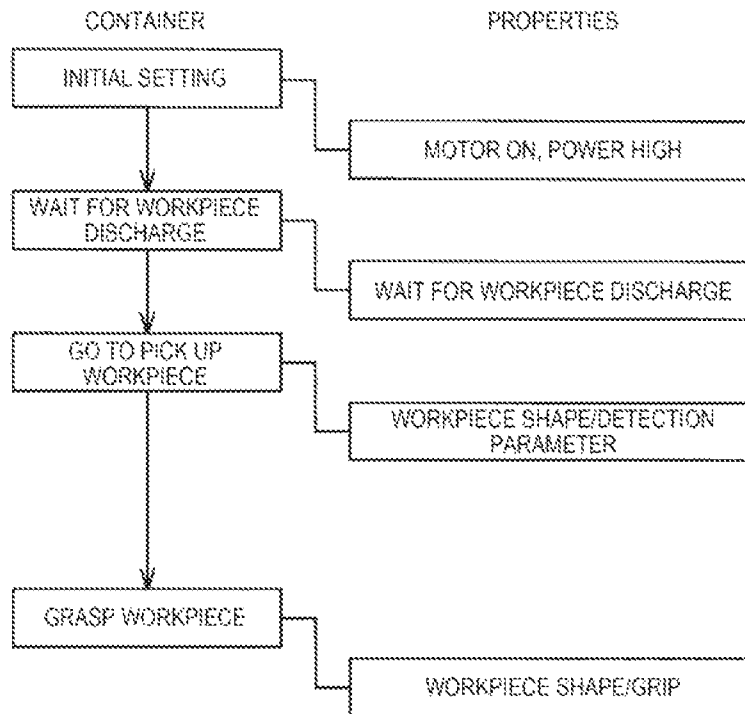 CONTAINER
PROPERTIES
INITIAL SETTING
MOTOR ON, POWER HIGH
WAIT FOR WORKPIECE
DISCHARGE
WAIT FOR WORKPIECE DISCHARGE
GO TO PICK UP
WORKPIECE
WORKPIECE SHAPE/DETECTION
PARAMETER
GRASP WORKPIECE
WORKPIECE SHAPE/GRIP